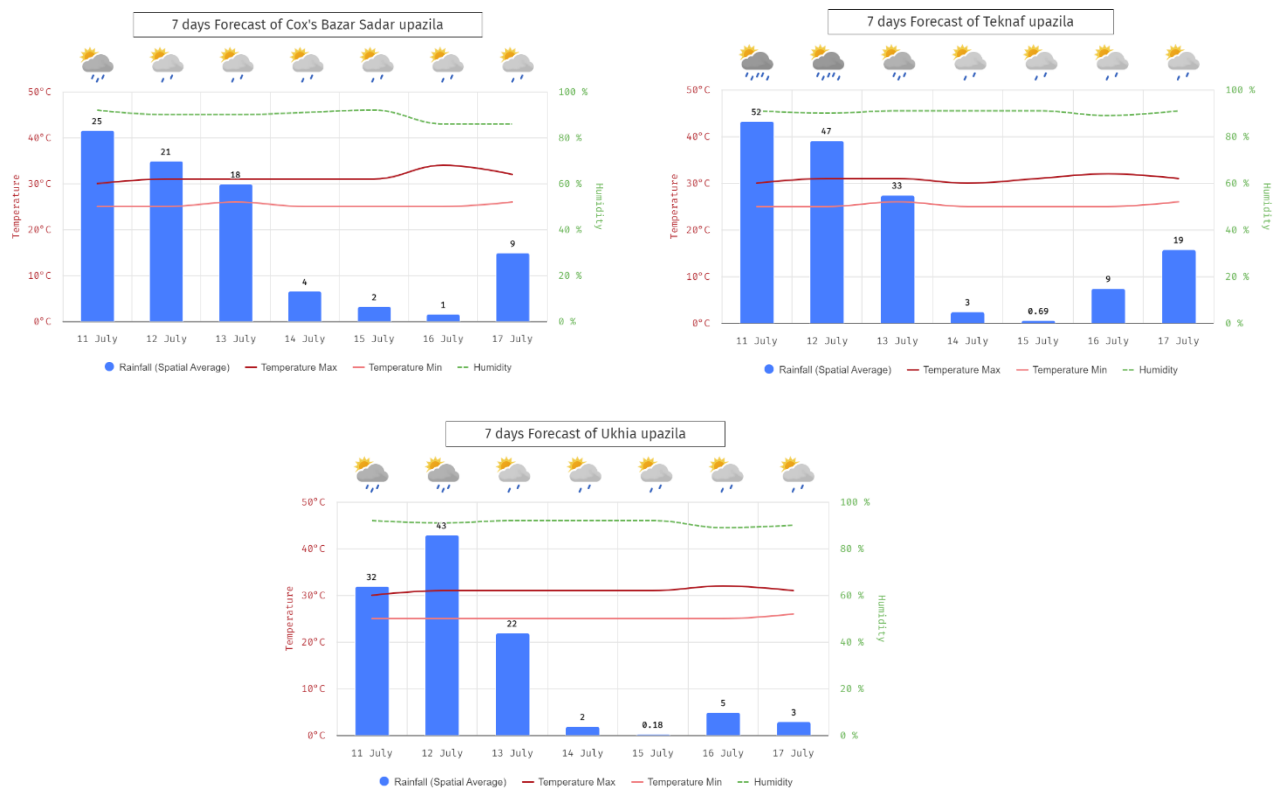 7 days Forecast of Cox's Bazar Sadar upazila
50°C
40°C
30°C
20°C
10°C
0°C
Temperature
100 %
80 %
60 %
40 %
20 %
0 %
Humidity
25
21
18
4
2
1
9
11 July
12 July
13 July
14 July
15 July
16 July
17 July
Rainfall (Spatial Average) Temperature Max Temperature Min Humidity
7 days Forecast of Teknaf upazila
50°C
40°C
30°C
20°C
10°C
0°C
Temperature
100 %
80 %
60 %
40 %
20 %
0 %
Humidity
52
47
33
3
0.69
9
19
11 July
12 July
13 July
14 July
15 July
16 July
17 July
Rainfall (Spatial Average) Temperature Max Temperature Min Humidity
7 days Forecast of Ukhia upazila
50°C
40°C
30°C
20°C
10°C
0°C
Temperature
100 %
80 %
60 %
40 %
20 %
0 %
Humidity
32
43
22
2
0.18
5
3
11 July
12 July
13 July
14 July
15 July
16 July
17 July
Rainfall (Spatial Average) Temperature Max Temperature Min Humidity